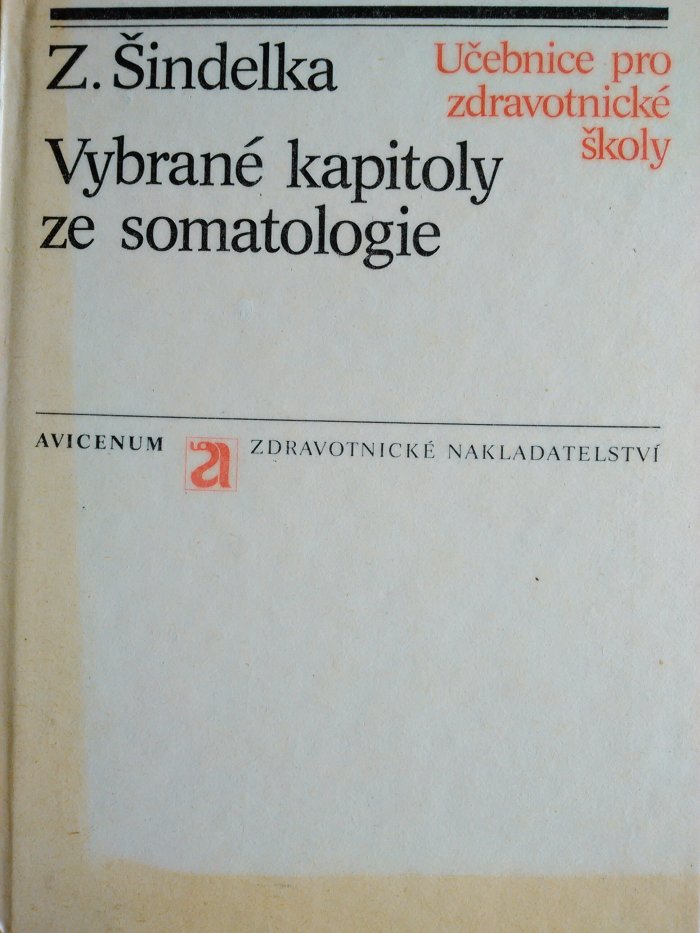 Z. Šindelka
Učebnice pro
zdravotnické
školy
Vybrané kapitoly
ze somatologie
AVICENUM
ZDRAVOTNICKÉ NAKLADATELSTVÍ